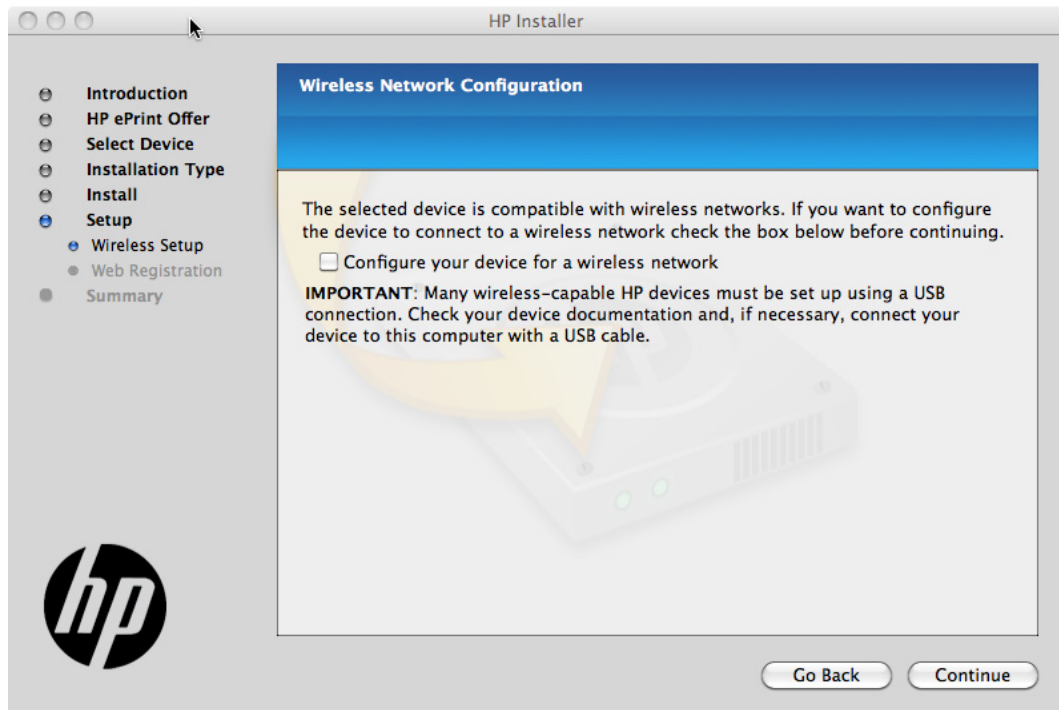 HP Installer
Introduction
HP ePrint Offer
Select Device
Installation Type
Install
Setup
Wireless Setup
Web Registration
Summary
Wireless Network Configuration
The selected device is compatible with wireless networks. If you want to configure
the device to connect to a wireless network check the box below before continuing.
Configure your device for a wireless network
IMPORTANT: Many wireless-capable HP devices must be set up using a USB
connection. Check your device documentation and, if necessary, connect your
device to this computer with a USB cable.
hp
Go Back
Continue